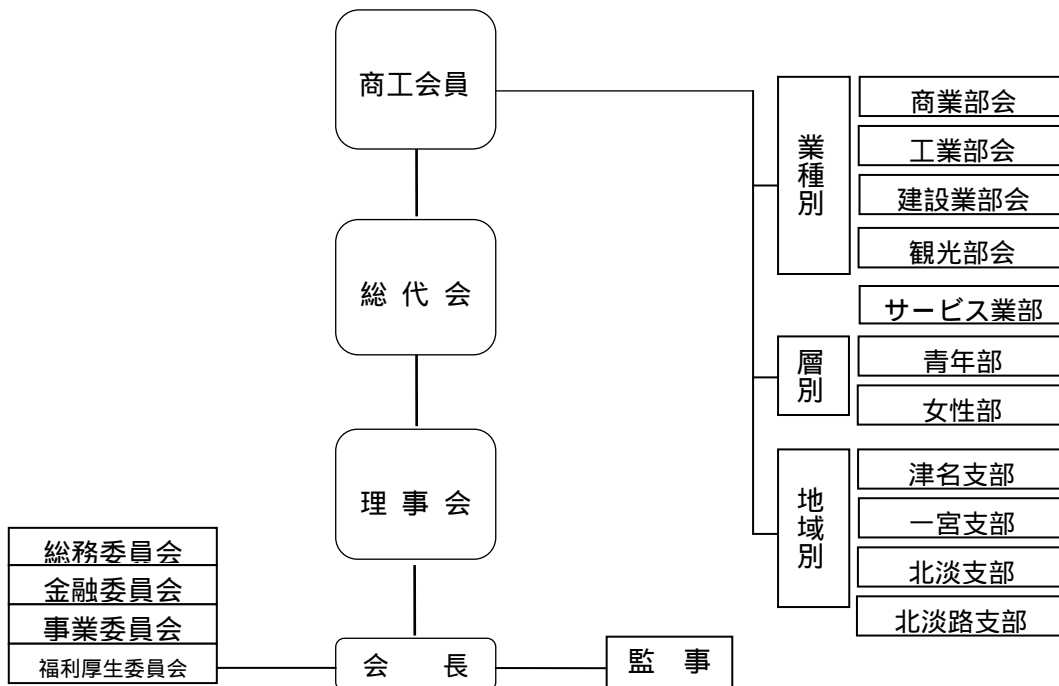 商工会員
総 代 会
理 事 会
会 長
監 事
総務委員会
金融委員会
事業委員会
福利厚生委員会
業種別
商業部会
工業部会
建設業部会
観光部会
サービス業部
層別
青年部
女性部
地域別
津名支部
一宮支部
北淡支部
北淡路支部